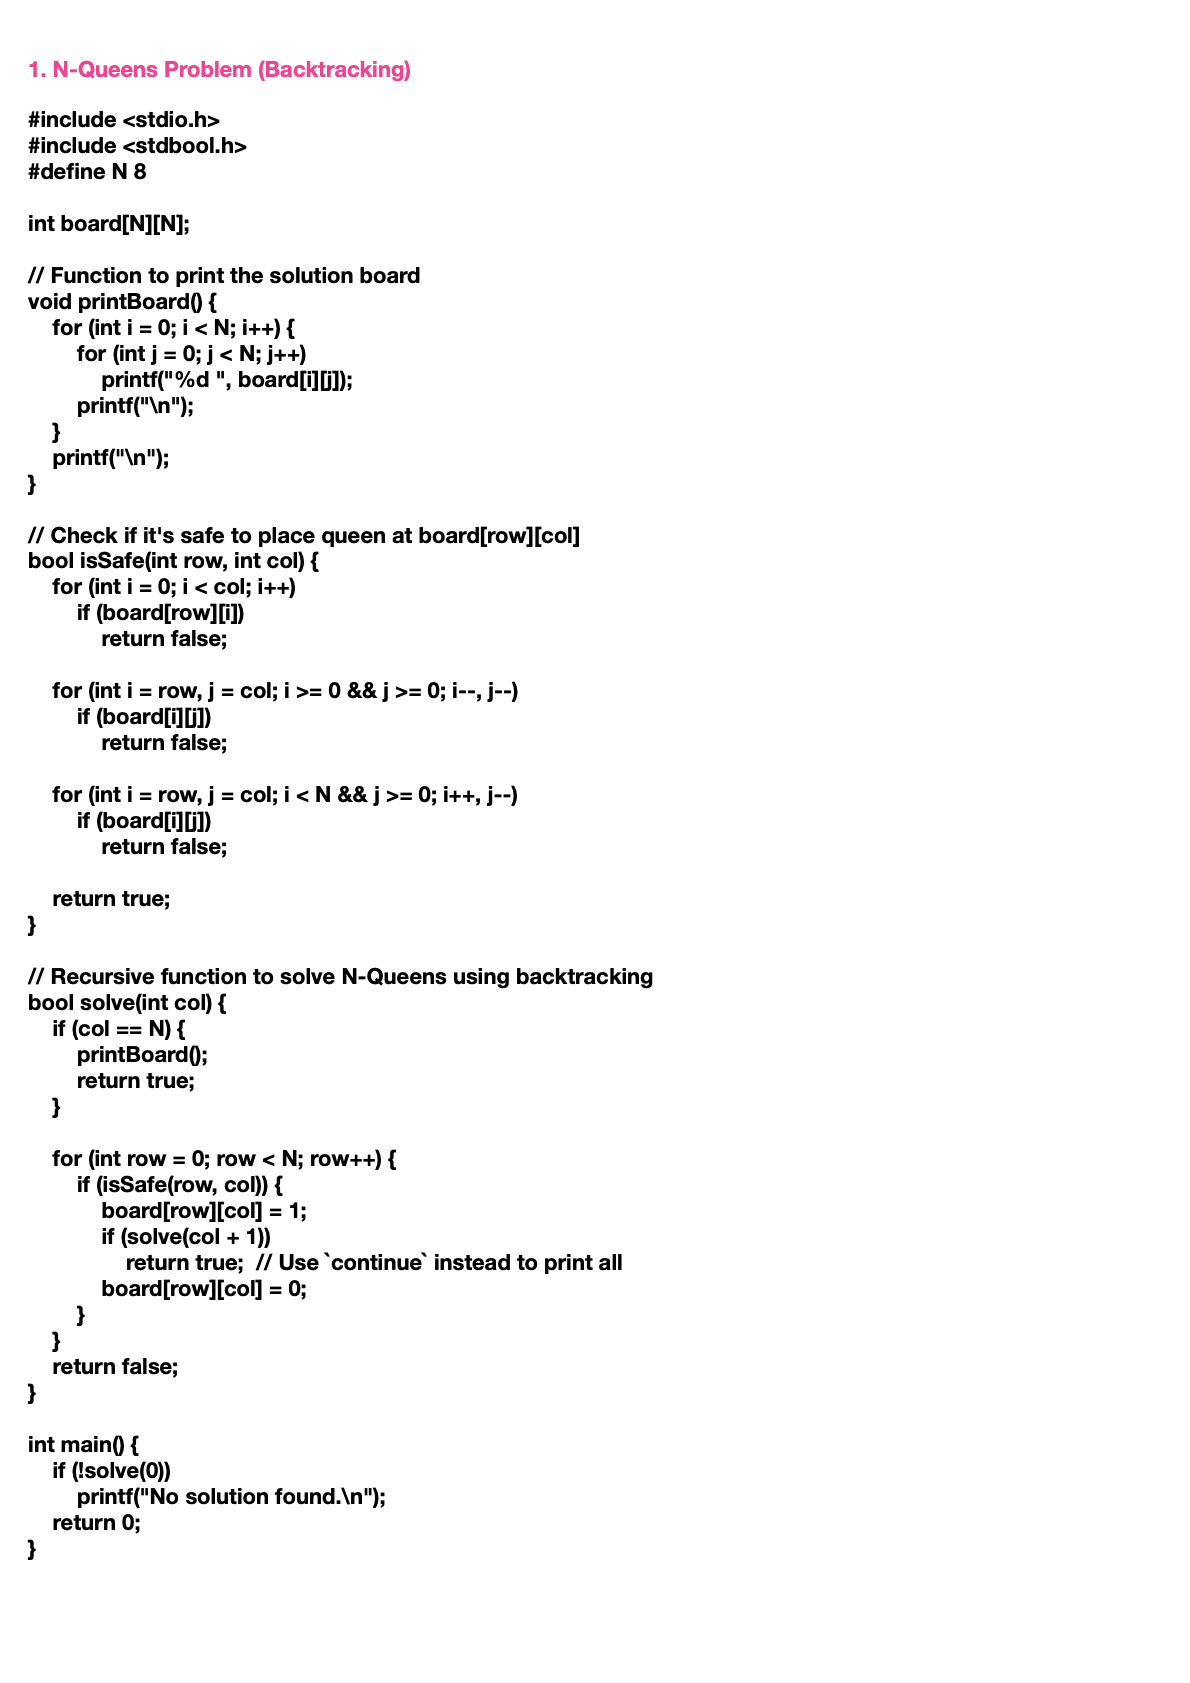 1. N-Queens Problem (Backtracking)
#include <stdio.h>
#include <stdbool.h>
#define N 8
int board[N][N];
// Function to print the solution board
void printBoard() {
for (int i = 0; i < N; i++) {
for (int j = 0; j < N; j++)
printf("%d ", board[i][j]);
printf("\n");
}
printf("\n");
}
// Check if it's safe to place queen at board[row][col]
bool isSafe(int row, int col) {
for (int i = 0; i < col; i++)
if (board[row][i])
return false;
for (int i = row, j = col; i >= 0 && j >= 0; i--, j--)
if (board[i][j])
return false;
for (int i = row, j = col; i < N && j >= 0; i++, j--)
if (board[i][j])
return false;
return true;
}
// Recursive function to solve N-Queens using backtracking
bool solve(int col) {
if (col == N) {
printBoard();
return true;
}
for (int row = 0; row < N; row++) {
if (isSafe(row, col)) {
board[row][col] = 1;
if (solve(col + 1))
return true;  // Use `continue` instead to print all
board[row][col] = 0;
}
}
return false;
}
int main() {
if (!solve(0))
printf("No solution found.\n");
return 0;
}